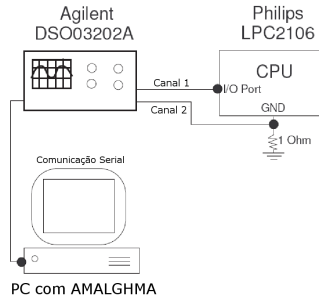 Agilent
DSO03202A
Philips
LPC2106
Canal 1
Canal 2
CPU
I/O Port
GND
1 Ohm
Comunicação Serial
PC com AMALGHMA